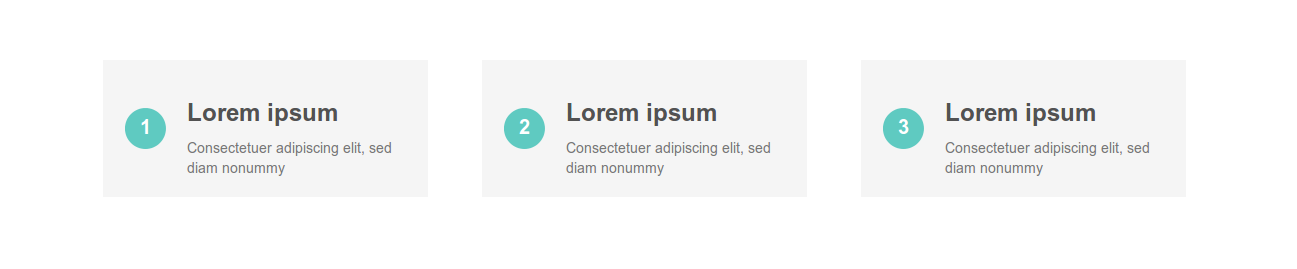 1
Lorem ipsum
Consectetuer adipiscing elit, sed
diam nonummy
2
Lorem ipsum
Consectetuer adipiscing elit, sed
diam nonummy
3
Lorem ipsum
Consectetuer adipiscing elit, sed
diam nonummy